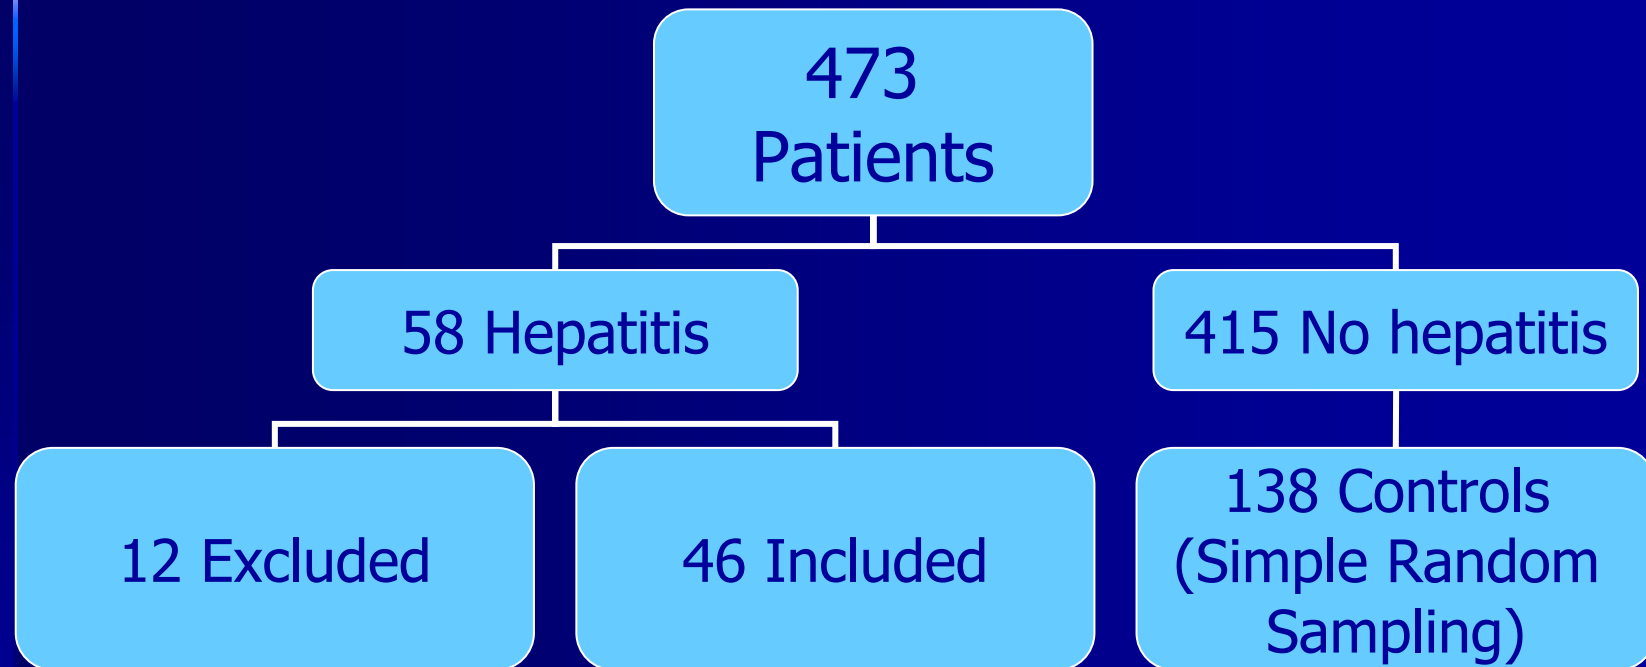 473
Patients
58 Hepatitis
415 No hepatitis
12 Excluded
46 Included
138 Controls
(Simple Random
Sampling)